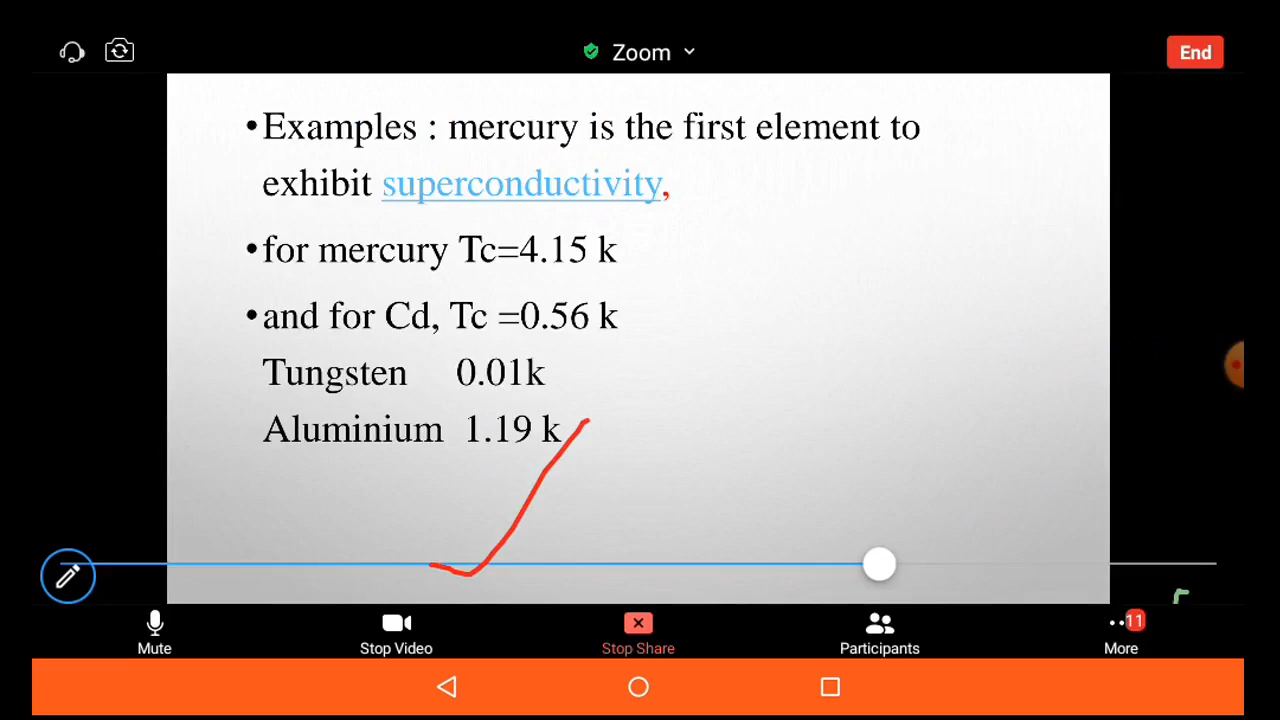 Zoom
End
•Examples : mercury is the first element to
exhibit superconductivity,
•for mercury Tc=4.15 k
•and for Cd, Tc =0.56 k
Tungsten 0.01k
Aluminium 1.19 k
11
Mute
Stop Video
Stop Share
Participants
More